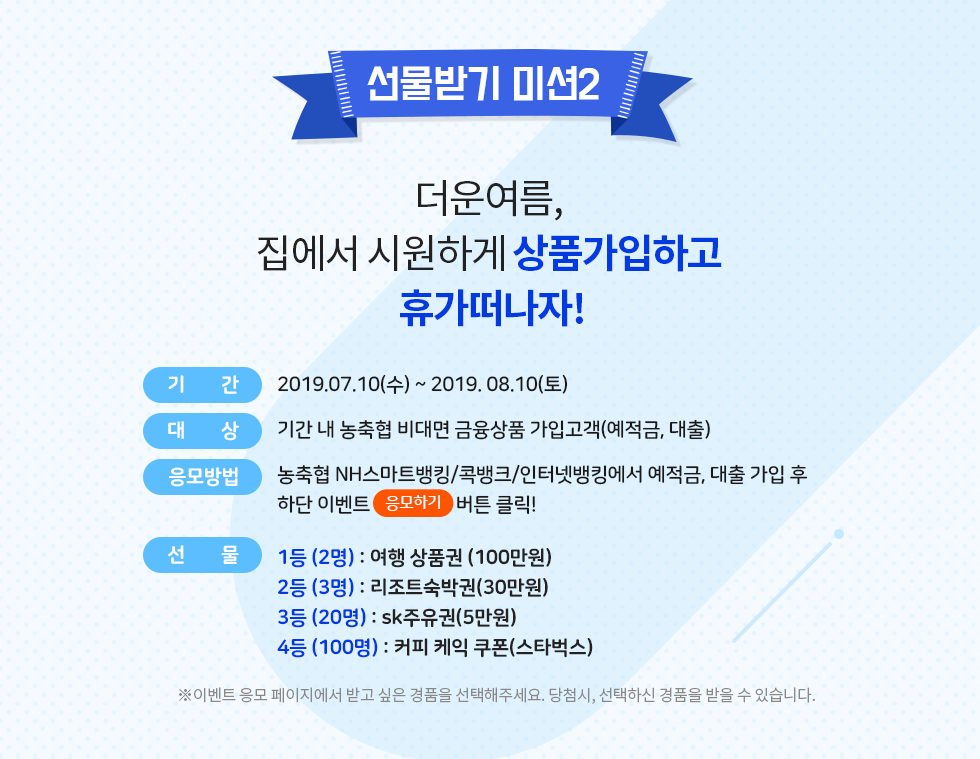 선물받기 미션2
더운여름,
집에서 시원하게 상품가입하고
휴가떠나자!
기 간 2019.07.10(수) ~ 2019. 08.10(토)
대 상 기간 내 농축협 비대면 금융상품 가입고객(예적금, 대출)
응모방법 농축협 NH스마트뱅킹/콕뱅크/인터넷뱅킹에서 예적금, 대출 가입 후
하단 이벤트 응모하기 버튼 클릭!
선 물 1등 (2명) : 여행 상품권 (100만원)
2등 (3명) : 리조트숙박권(30만원)
3등 (20명) : sk주유권(5만원)
4등 (100명) : 커피 케익 쿠폰(스타벅스)
※이벤트 응모 페이지에서 받고 싶은 경품을 선택해주세요. 당첨시, 선택하신 경품을 받을 수 있습니다.